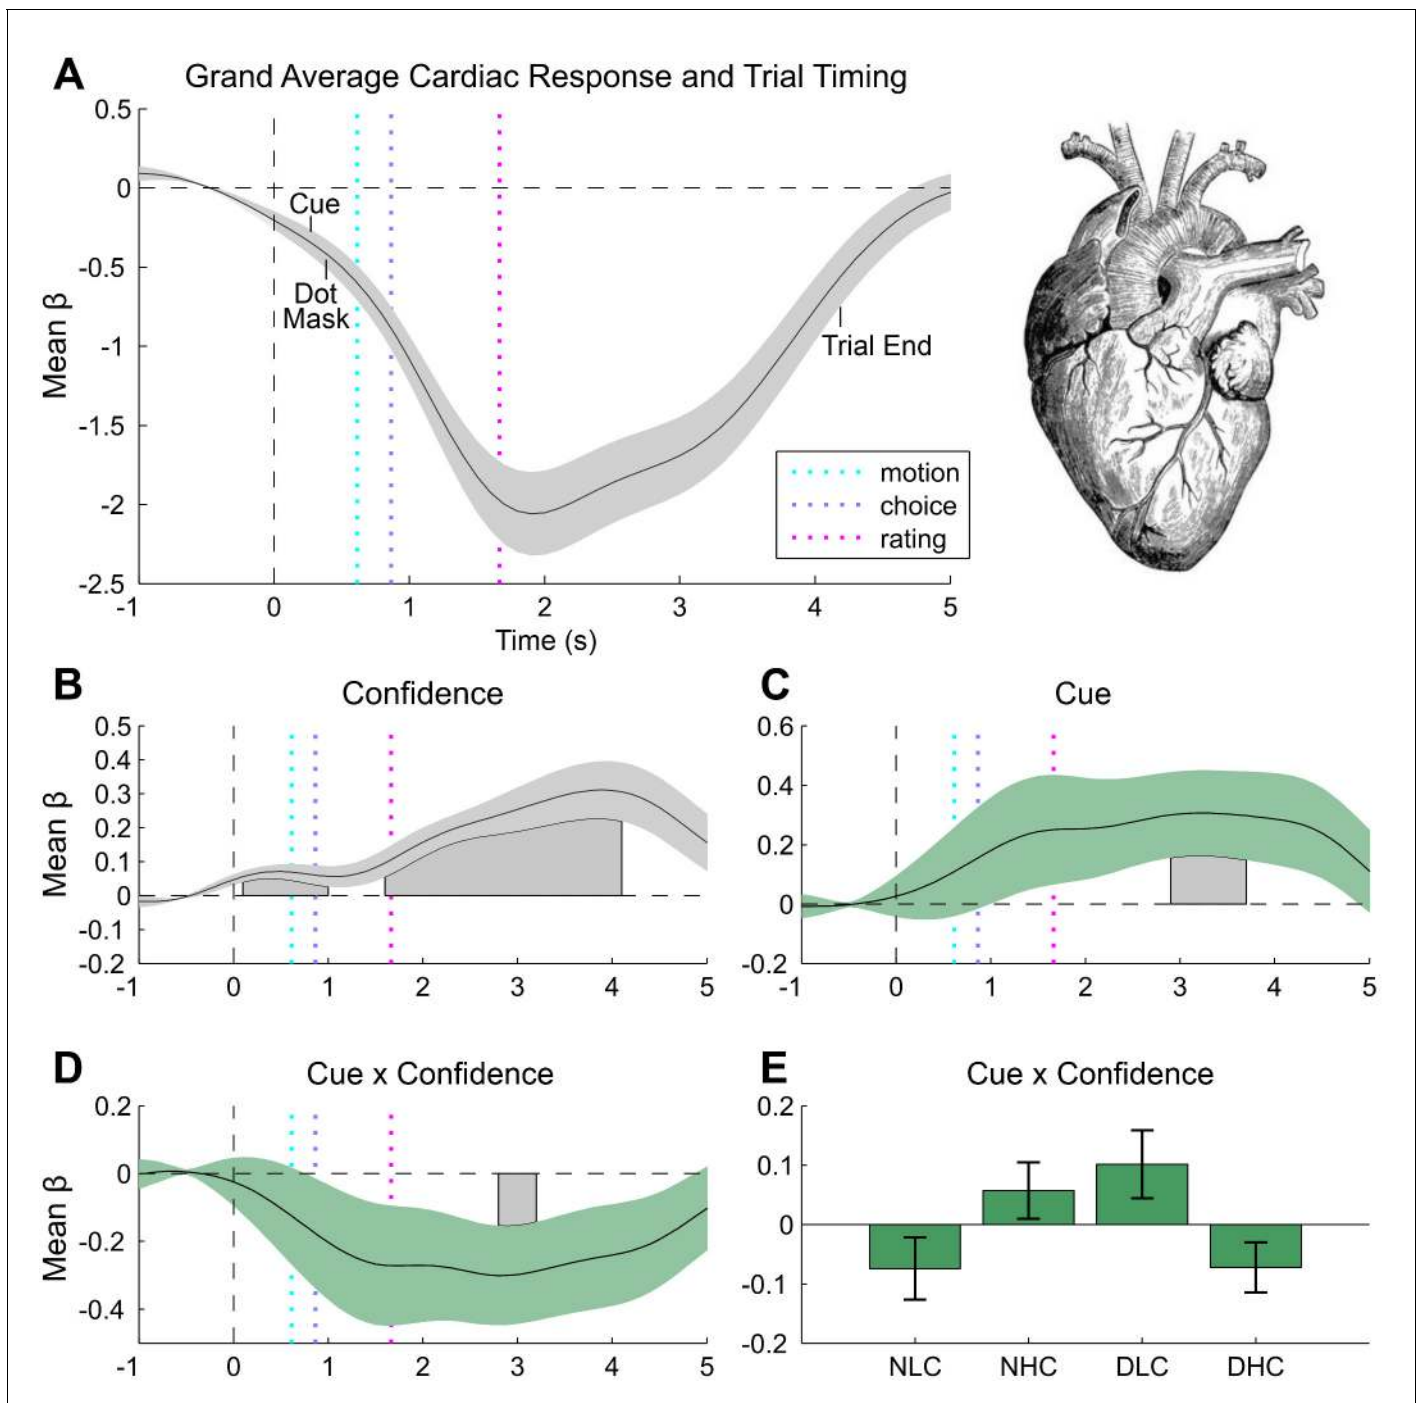 A
Grand Average Cardiac Response and Trial Timing
0.5
0
-0.5
-1
-1.5
-2
-2.5
Mean β
Cue
Dot
Mask
Trial End
motion
choice
rating
-1 0 1 2 3 4 5
Time (s)
B
Confidence
0.5
0.4
0.3
0.2
0.1
0
-0.1
-0.2
Mean β
-1 0 1 2 3 4 5
C
Cue
0.6
0.4
0.2
0
-0.2
-1 0 1 2 3 4 5
D
Cue x Confidence
0.2
0
-0.2
-0.4
Mean β
-1 0 1 2 3 4 5
E
Cue x Confidence
0.2
0.1
0
-0.1
-0.2
NLC NHC DLC DHC